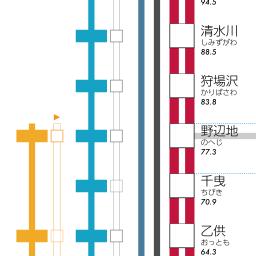 94.5
清水川
しみずがわ
88.5
狩場沢
かりばさわ
83.8
野辺地
のへじ
77.3
千曳
ちびき
70.9
乙供
おっとも
64.3